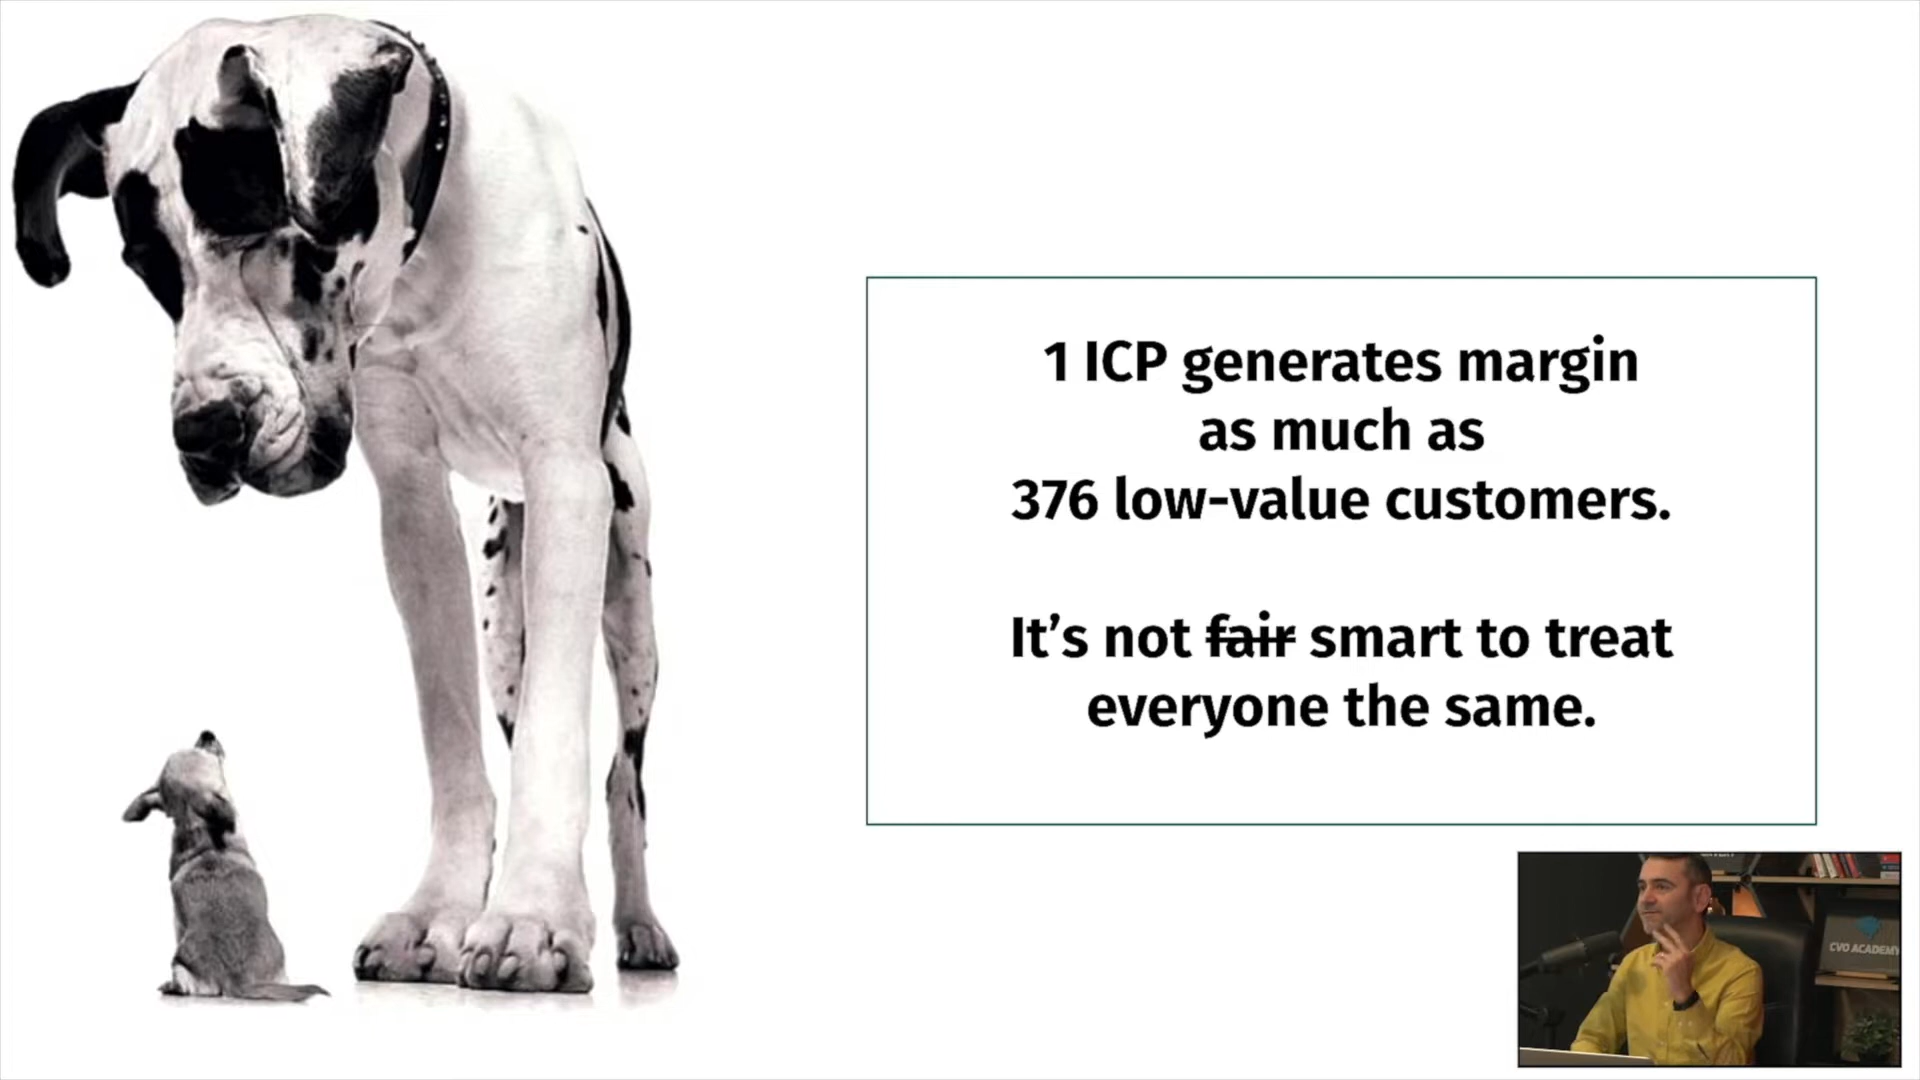 1 ICP generates margin
as much as
376 low-value customers.
It’s not fair smart to treat
everyone the same.
CVO ACADEMY